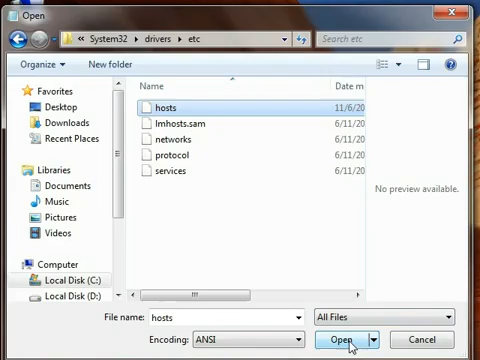 Open
« System32 ▸ drivers ▸ etc
Search etc
Organize
New folder
Name
Date m
Favorites
Desktop
Downloads
Recent Places
Libraries
Documents
Music
Pictures
Videos
Computer
Local Disk (C:)
Local Disk (D:)
hosts
11/6/20
lmhosts.sam
6/11/20
networks
6/11/20
protocol
6/11/20
services
6/11/20
No preview available.
File name:
hosts
All Files
Encoding:
ANSI
Open
Cancel